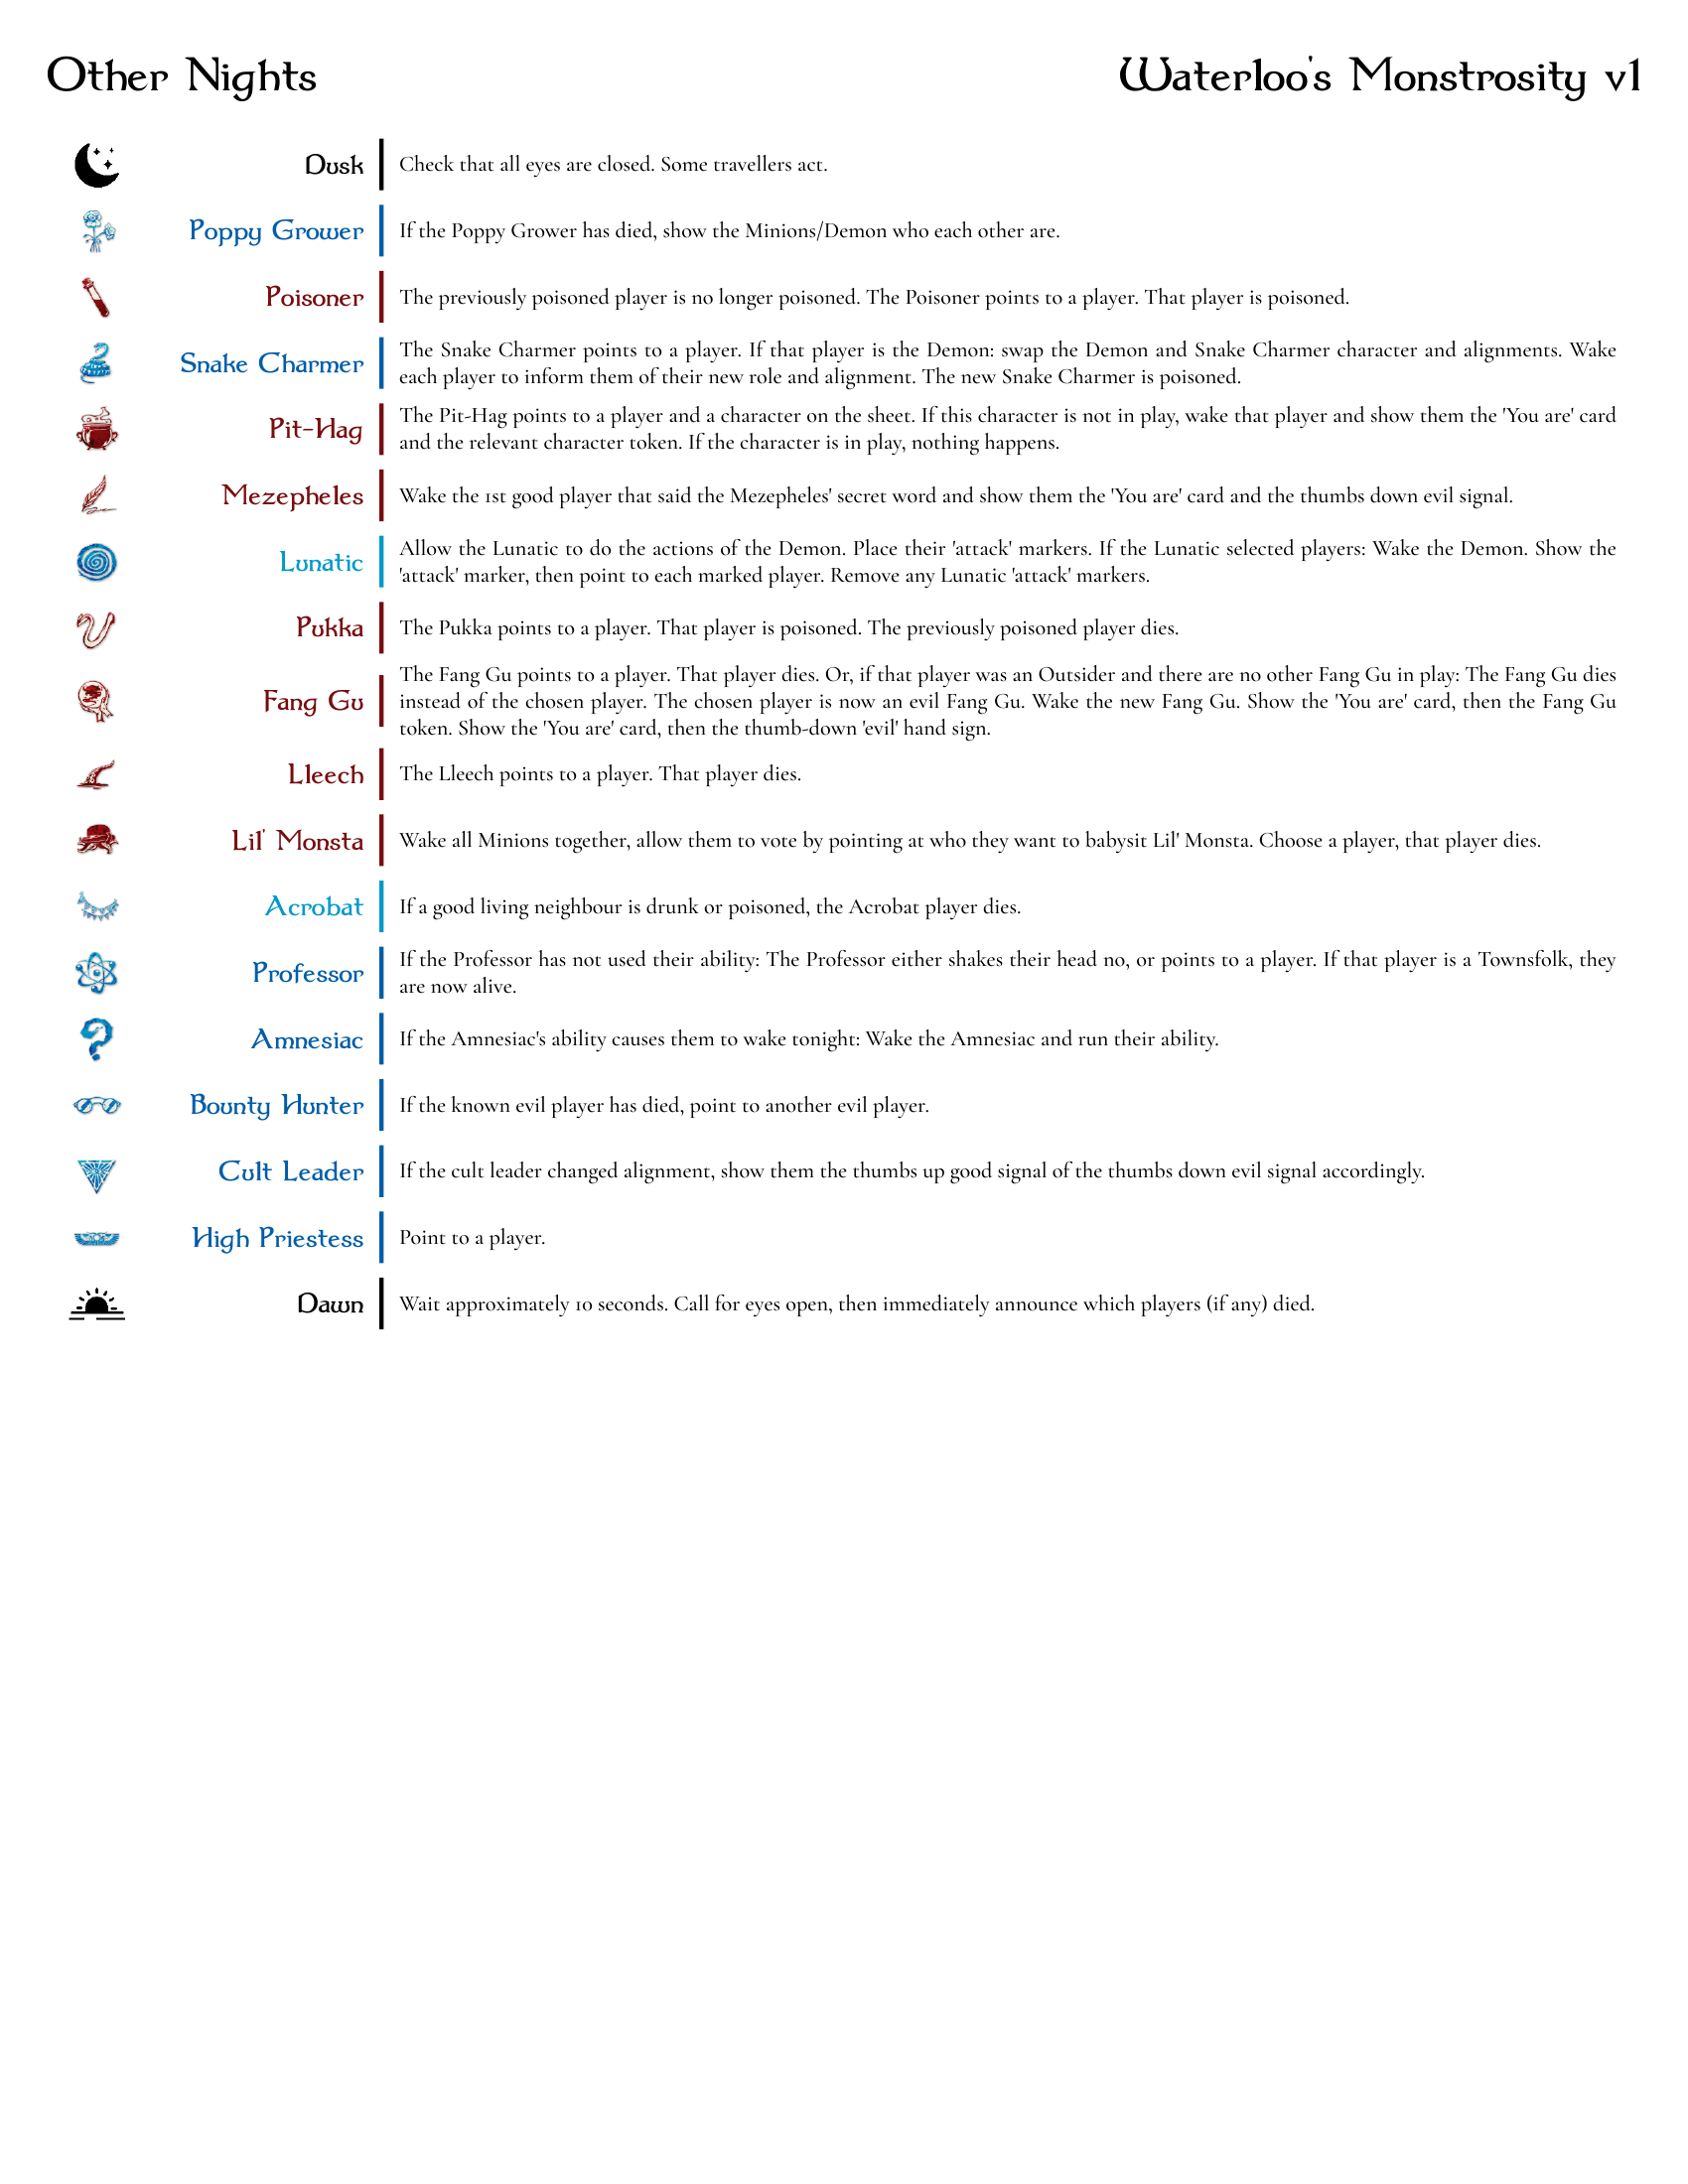 Other Nights
Waterloo's Monstrosity v1
Dusk
Check that all eyes are closed. Some travellers act.
Poppy Grower
If the Poppy Grower has died, show the Minions/Demon who each other are.
Poisoner
The previously poisoned player is no longer poisoned. The Poisoner points to a player. That player is poisoned.
Snake Charmer
The Snake Charmer points to a player. If that player is the Demon: swap the Demon and Snake Charmer character and alignments. Wake
each player to inform them of their new role and alignment. The new Snake Charmer is poisoned.
Pit-Hag
The Pit-Hag points to a player and a character on the sheet. If this character is not in play, wake that player and show them the 'You are' card
and the relevant character token. If the character is in play, nothing happens.
Mezepheles
Wake the 1st good player that said the Mezepheles' secret word and show them the 'You are' card and the thumbs down evil signal.
Lunatic
Allow the Lunatic to do the actions of the Demon. Place their 'attack' markers. If the Lunatic selected players: Wake the Demon. Show the
'attack' marker, then point to each marked player. Remove any Lunatic 'attack' markers.
Pukka
The Pukka points to a player. That player is poisoned. The previously poisoned player dies.
Fang Gu
The Fang Gu points to a player. That player dies. Or, if that player was an Outsider and there are no other Fang Gu in play: The Fang Gu dies
instead of the chosen player. The chosen player is now an evil Fang Gu. Wake the new Fang Gu. Show the 'You are' card, then the Fang Gu
token. Show the 'You are' card, then the thumb-down 'evil' hand sign.
Lleech
The Lleech points to a player. That player dies.
Lil' Monsta
Wake all Minions together, allow them to vote by pointing at who they want to babysit Lil' Monsta. Choose a player, that player dies.
Acrobat
If a good living neighbour is drunk or poisoned, the Acrobat player dies.
Professor
If the Professor has not used their ability: The Professor either shakes their head no, or points to a player. If that player is a Townsfolk, they
are now alive.
Amnesiac
If the Amnesiac's ability causes them to wake tonight: Wake the Amnesiac and run their ability.
Bounty Hunter
If the known evil player has died, point to another evil player.
Cult Leader
If the cult leader changed alignment, show them the thumbs up good signal of the thumbs down evil signal accordingly.
High Priestess
Point to a player.
Dawn
Wait approximately 10 seconds. Call for eyes open, then immediately announce which players (if any) died.